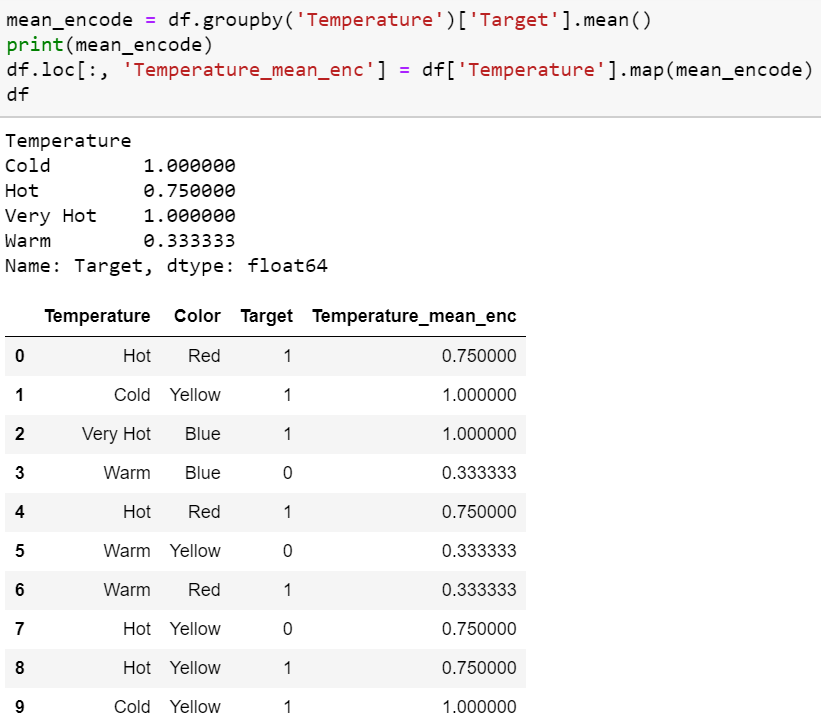 mean_encode = df.groupby('Temperature')['Target'].mean()
print(mean_encode)
df.loc[:, 'Temperature_mean_enc'] = df['Temperature'].map(mean_encode)
df
Temperature
Cold 1.000000
Hot 0.750000
Very Hot 1.000000
Warm 0.333333
Name: Target, dtype: float64
Temperature Color Target Temperature_mean_enc
0 Hot Red 1 0.750000
1 Cold Yellow 1 1.000000
2 Very Hot Blue 1 1.000000
3 Warm Blue 0 0.333333
4 Hot Red 1 0.750000
5 Warm Yellow 0 0.333333
6 Warm Red 1 0.333333
7 Hot Yellow 0 0.750000
8 Hot Yellow 1 0.750000
9 Cold Yellow 1 1.000000